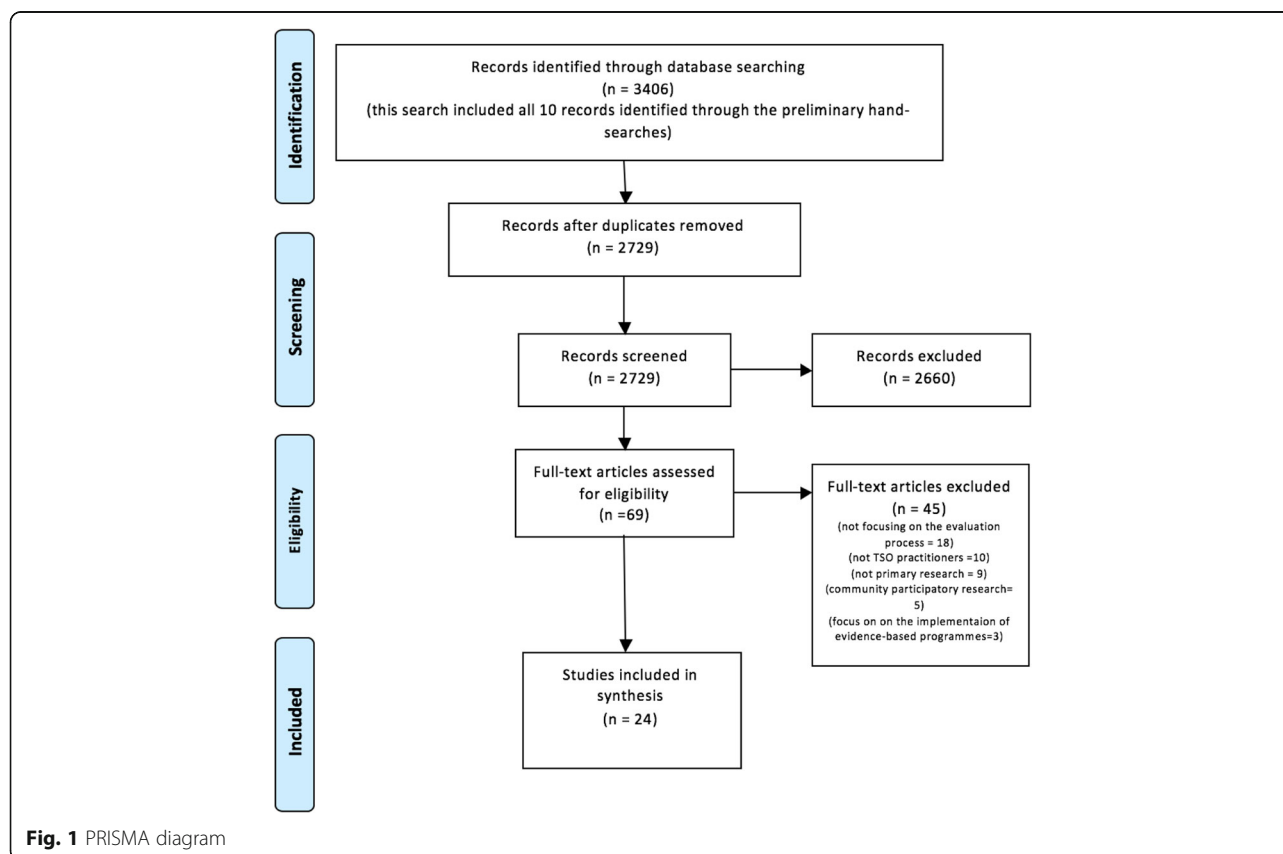 Identification
Records identified through database searching
(n = 3406)
(this search included all 10 records identified through the preliminary hand-
searches)
Records after duplicates removed
(n = 2729)
Screening
Records screened
(n = 2729)
Records excluded
(n = 2660)
Eligibility
Full-text articles assessed
for eligibility
(n =69)
Full-text articles excluded
(n = 45)
(not focusing on the evaluation
process = 18)
(not TSO practitioners =10)
(not primary research = 9)
(community participatory research=
5)
(focus on on the implementaion of
evidence-based programmes=3)
Included
Studies included in
synthesis
(n = 24)
Fig. 1 PRISMA diagram